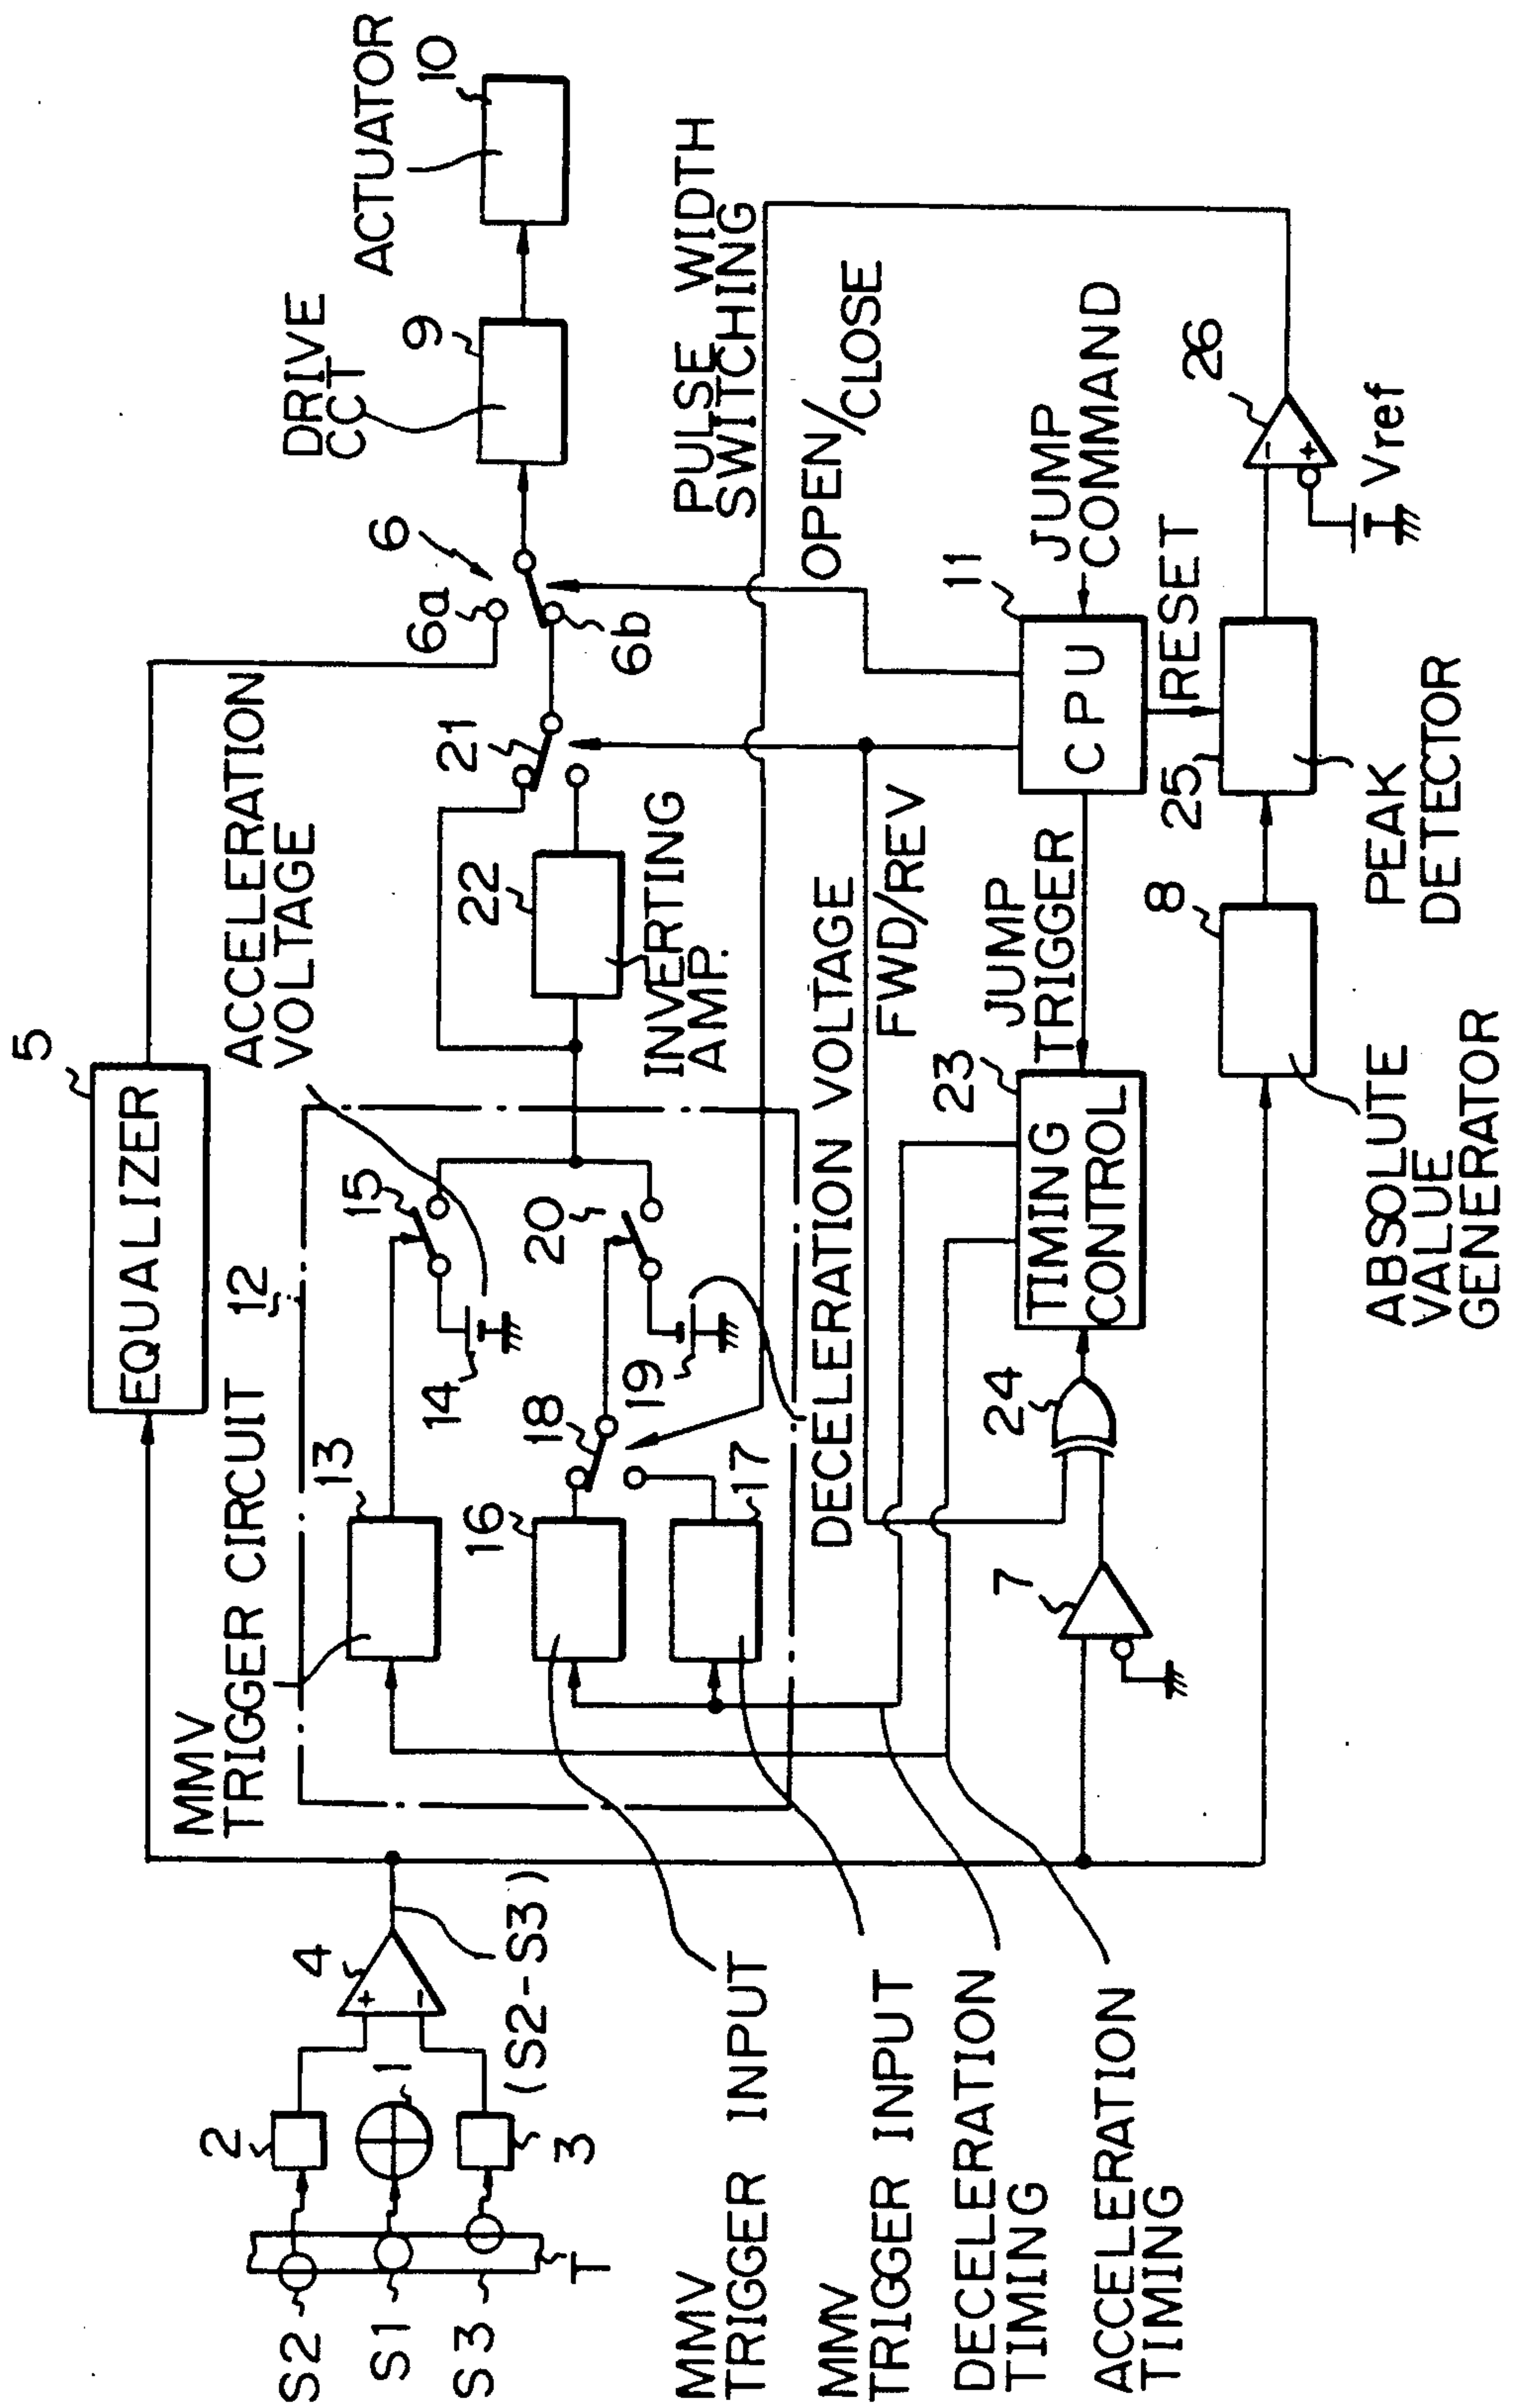 5
EQUALIZER
ACCELERATION
VOLTAGE
MMV
TRIGGER CIRCUIT
12
13
15
14
16
17
18
19
20
21
22
INVERTING
AMP.
6
6a
6b
DRIVE
CCT
9
ACTUATOR
10
S2
S1
S3
T
2
1
3
4
+
-
(S2-S3)
PULSE WIDTH
SWITCHING
OPEN/CLOSE
DECELERATION VOLTAGE
FWD/REV
JUMP
TRIGGER
JUMP
COMMAND
11
CPU
RESET
23
TIMING
CONTROL
24
7
8
ABSOLUTE
VALUE
GENERATOR
25
PEAK
DETECTOR
26
-
+
Vref
MMV
TRIGGER INPUT
MMV
TRIGGER INPUT
DECELERATION
TIMING
ACCELERATION
TIMING